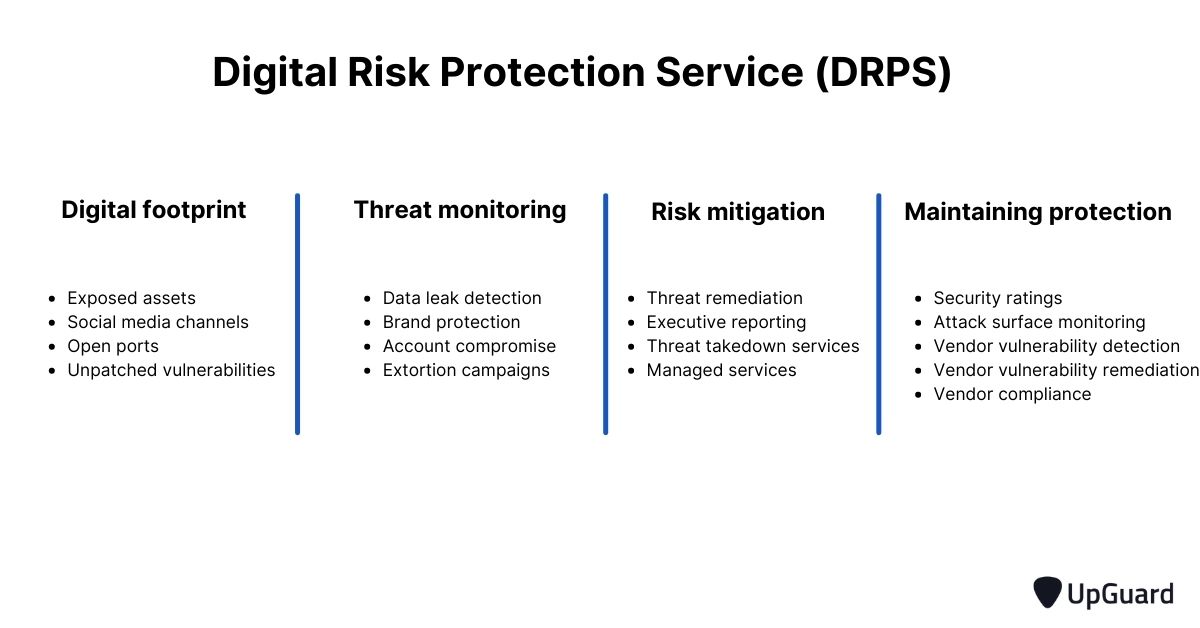 Digital Risk Protection Service (DRPS)
Digital footprint
• Exposed assets
• Social media channels
• Open ports
• Unpatched vulnerabilities
Threat monitoring
• Data leak detection
• Brand protection
• Account compromise
• Extortion campaigns
Risk mitigation
• Threat remediation
• Executive reporting
• Threat takedown services
• Managed services
Maintaining protection
• Security ratings
• Attack surface monitoring
• Vendor vulnerability detection
• Vendor vulnerability remediation
• Vendor compliance
UpGuard